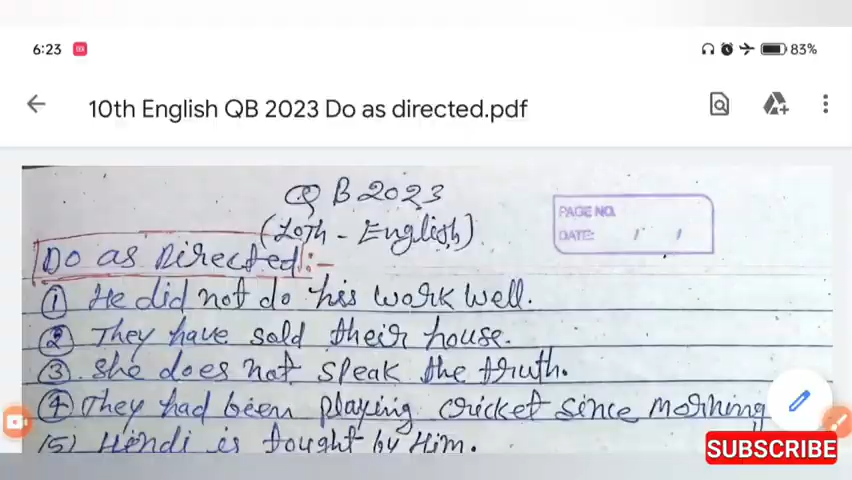 6:23
83%
10th English QB 2023 Do as directed.pdf
QB 2023
(10th - English)
PAGE NO.
DATE: / /
Do as Directed:-
① He did not do his work well.
② They have sold their house.
③ She does not speak the truth.
④ They had been playing cricket since morning
(5) Hindi is tought by Him.
SUBSCRIBE